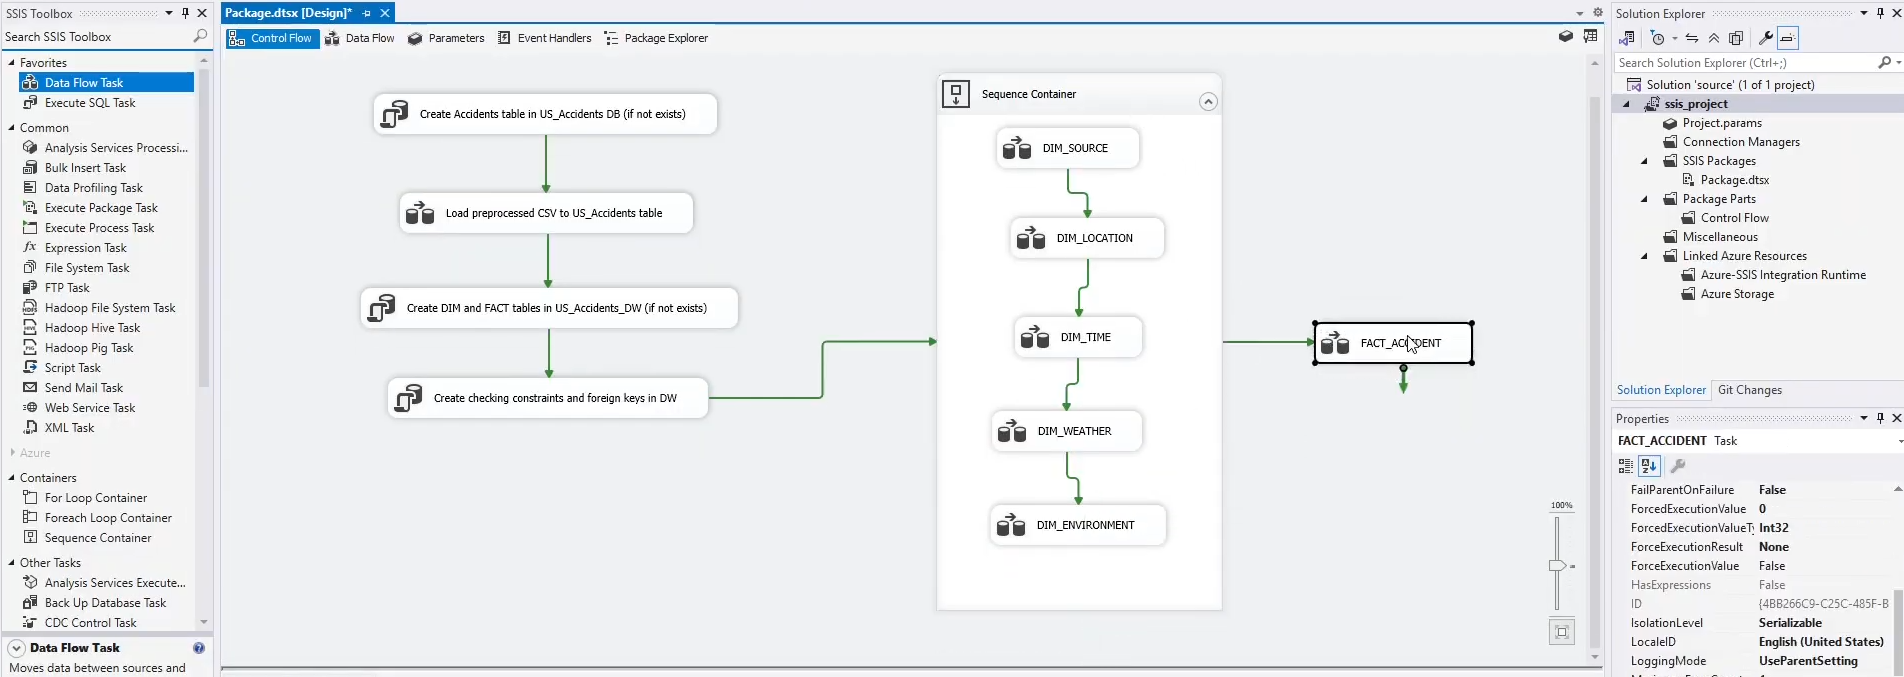 SSIS Toolbox
Search SSIS Toolbox
Favorites
Data Flow Task
Execute SQL Task
Common
Analysis Services Processi...
Bulk Insert Task
Data Profiling Task
Execute Package Task
Execute Process Task
Expression Task
File System Task
FTP Task
Hadoop File System Task
Hadoop Hive Task
Hadoop Pig Task
Script Task
Send Mail Task
Web Service Task
XML Task
Azure
Containers
For Loop Container
Foreach Loop Container
Sequence Container
Other Tasks
Analysis Services Execute...
Back Up Database Task
CDC Control Task
Data Flow Task
Moves data between sources and
Package.dtsx [Design]*
Control Flow Data Flow Parameters Event Handlers Package Explorer
Create Accidents table in US_Accidents DB (if not exists)
Load preprocessed CSV to US_Accidents table
Create DIM and FACT tables in US_Accidents_DW (if not exists)
Create checking constraints and foreign keys in DW
Sequence Container
DIM_SOURCE
DIM_LOCATION
DIM_TIME
DIM_WEATHER
DIM_ENVIRONMENT
FACT_ACCIDENT
100%
Solution Explorer
Search Solution Explorer (Ctrl+;)
Solution 'source' (1 of 1 project)
ssis_project
Project.params
Connection Managers
SSIS Packages
Package.dtsx
Package Parts
Control Flow
Miscellaneous
Linked Azure Resources
Azure-SSIS Integration Runtime
Azure Storage
Solution Explorer Git Changes
Properties
FACT_ACCIDENT Task
FailParentOnFailure False
ForcedExecutionValue 0
ForcedExecutionValueTy Int32
ForceExecutionResult None
ForceExecutionValue False
HasExpressions False
ID {4BB266C9-C25C-485F-B
IsolationLevel Serializable
LocaleID English (United States)
LoggingMode UseParentSetting